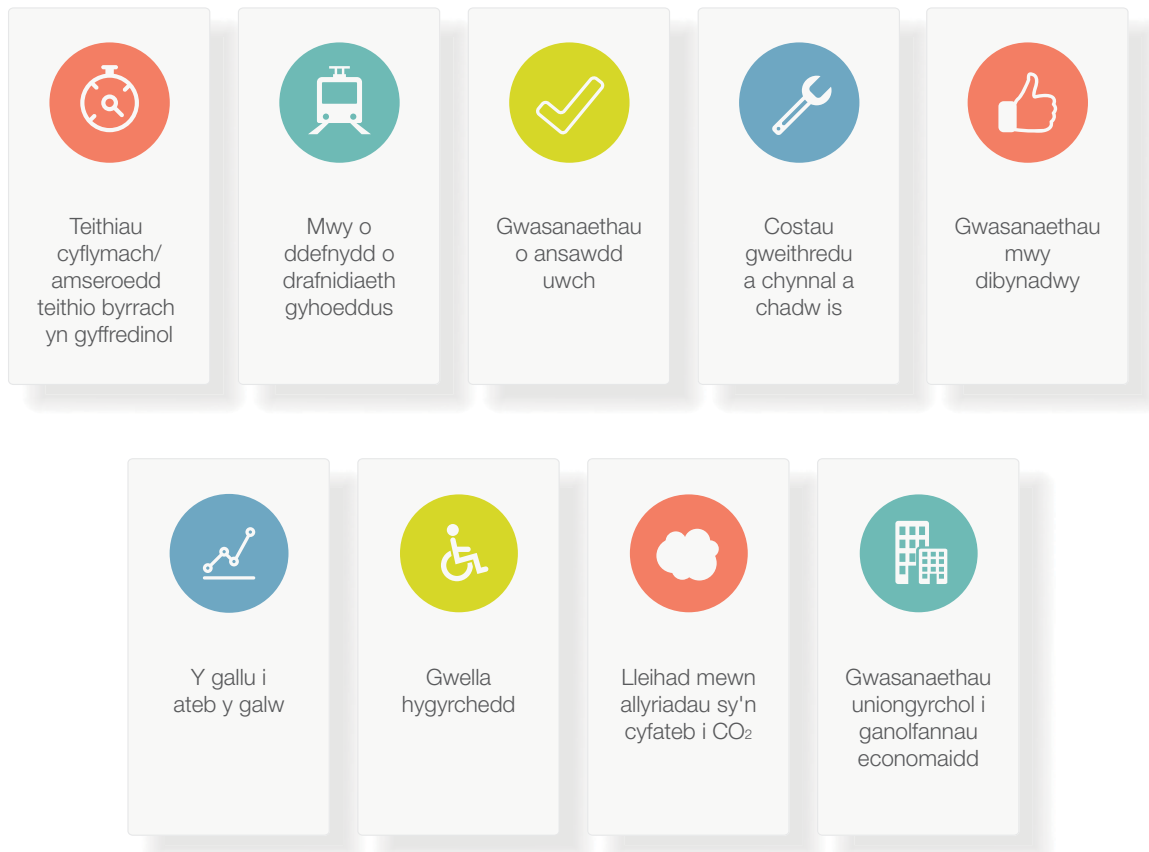 Teithiau
cyflymach/
amseroedd
teithio byrrach
yn gyffredinol
Mwy o
ddefnydd o
drafnidiaeth
gyhoeddus
Gwasanaethau
o ansawdd
uwch
Costau
gweithredu
a chynnal a
chadw is
Gwasanaethau
mwy
dibynadwy
Y gallu i
ateb y galw
Gwella
hygyrchedd
Lleihad mewn
allyriadau sy'n
cyfateb i CO₂
Gwasanaethau
uniongyrchol i
ganolfannau
economaidd